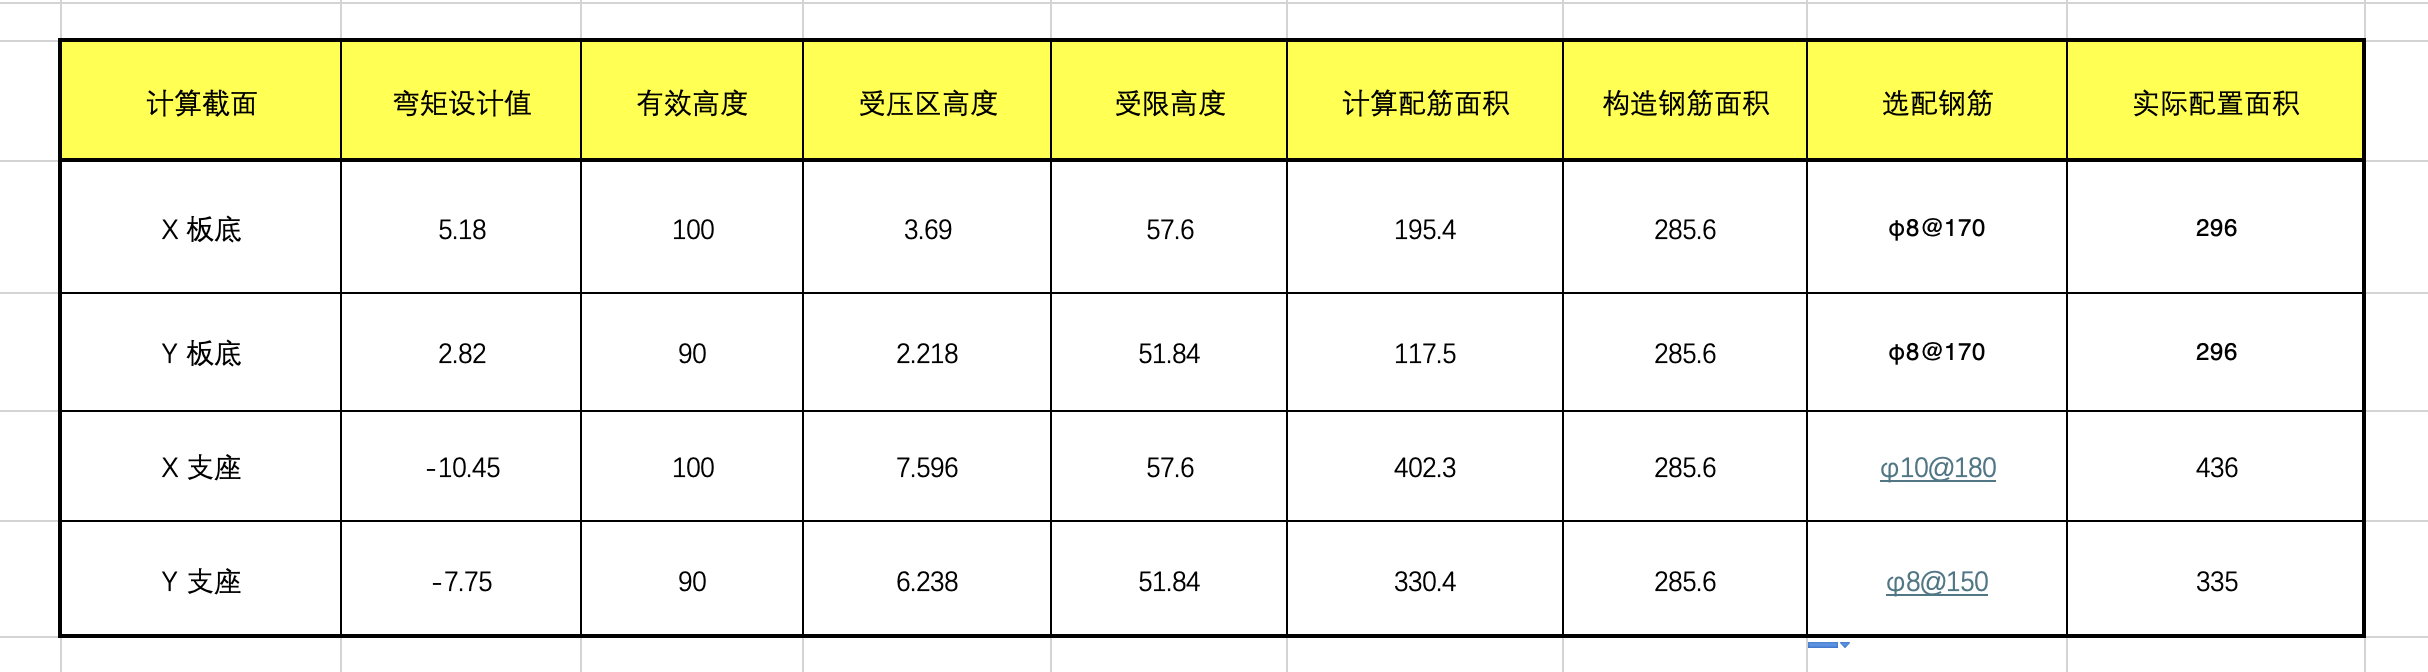 计算截面 弯矩设计值 有效高度 受压区高度 受限高度 计算配筋面积 构造钢筋面积 选配钢筋 实际配置面积
X 板底 5.18 100 3.69 57.6 195.4 285.6 φ8@170 296
Y 板底 2.82 90 2.218 51.84 117.5 285.6 φ8@170 296
X 支座 -10.45 100 7.596 57.6 402.3 285.6 φ10@180 436
Y 支座 -7.75 90 6.238 51.84 330.4 285.6 φ8@150 335